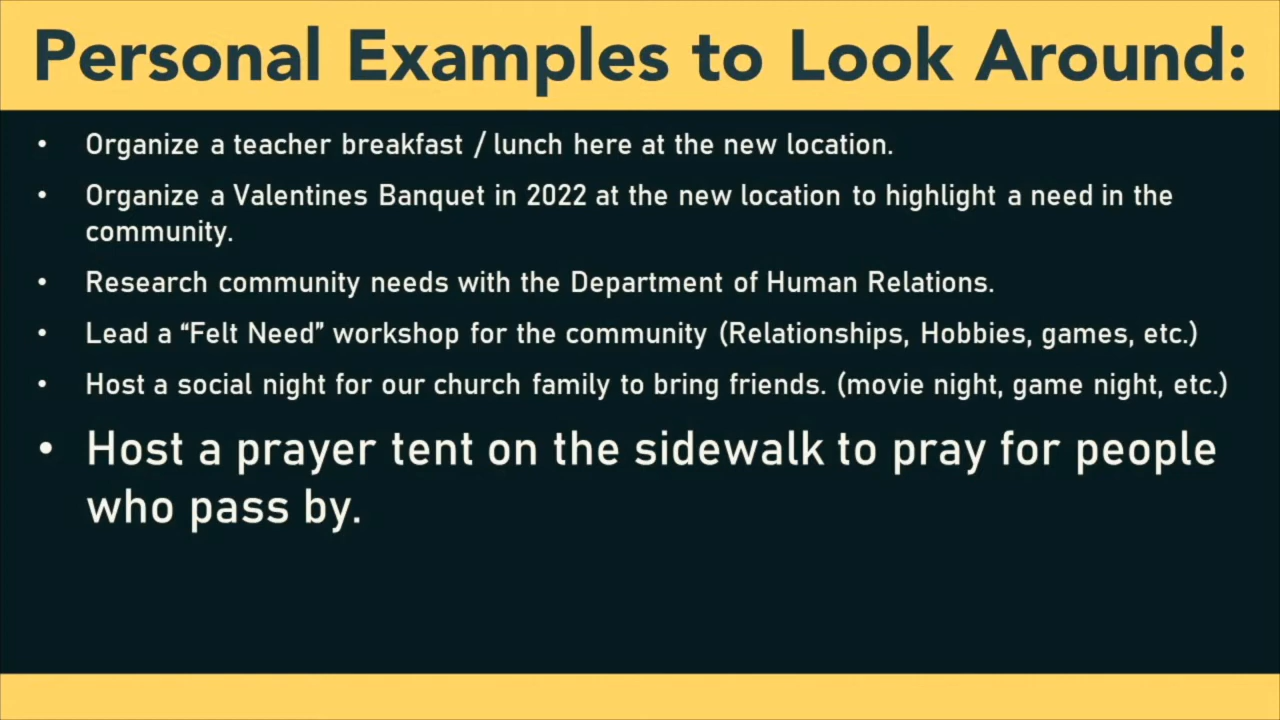 Personal Examples to Look Around:
• Organize a teacher breakfast / lunch here at the new location.
• Organize a Valentines Banquet in 2022 at the new location to highlight a need in the
community.
• Research community needs with the Department of Human Relations.
• Lead a “Felt Need” workshop for the community (Relationships, Hobbies, games, etc.)
• Host a social night for our church family to bring friends. (movie night, game night, etc.)
• Host a prayer tent on the sidewalk to pray for people
who pass by.